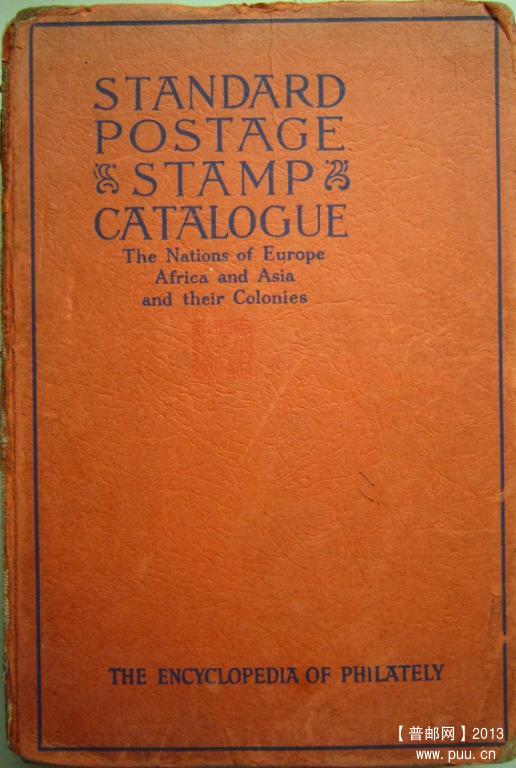 STANDARD
POSTAGE
STAMP
CATALOGUE
The Nations of Europe
Africa and Asia
and their Colonies
THE ENCYCLOPEDIA OF PHILATELY
【普邮网】2013
www.puu.cn